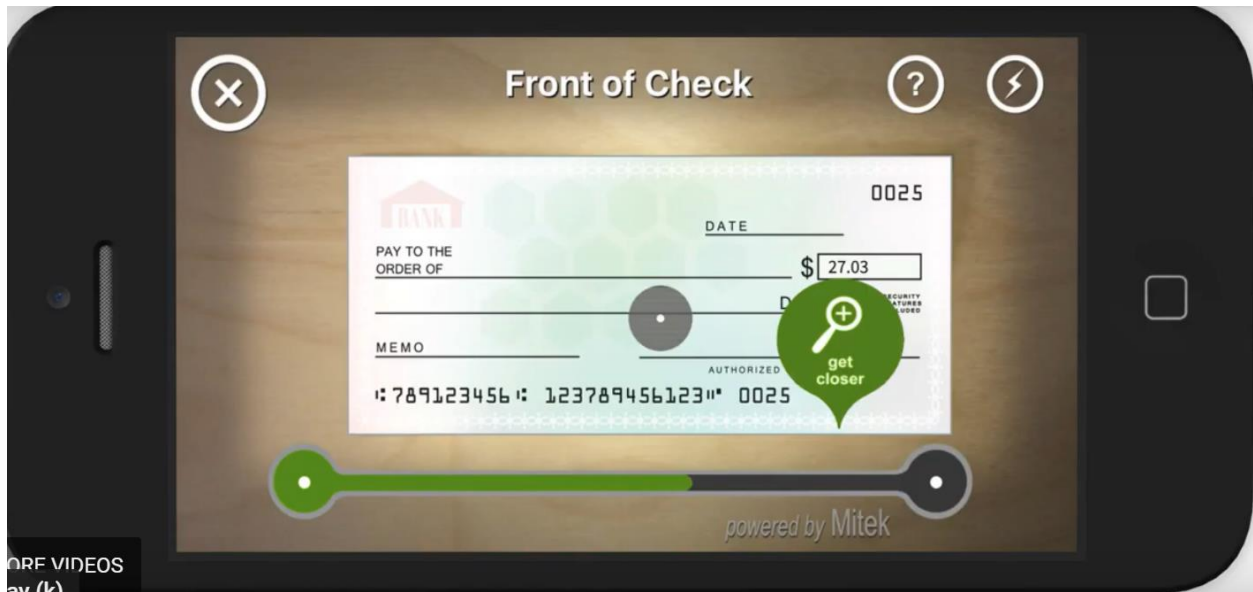 Front of Check
?
BANK
0025
DATE
PAY TO THE
ORDER OF
$ 27.03
MEMO
AUTHORIZED
get
closer
⑆789123456⑆ 123789456123⑈ 0025
powered by Mitek
ORE VIDEOS
ay (k)